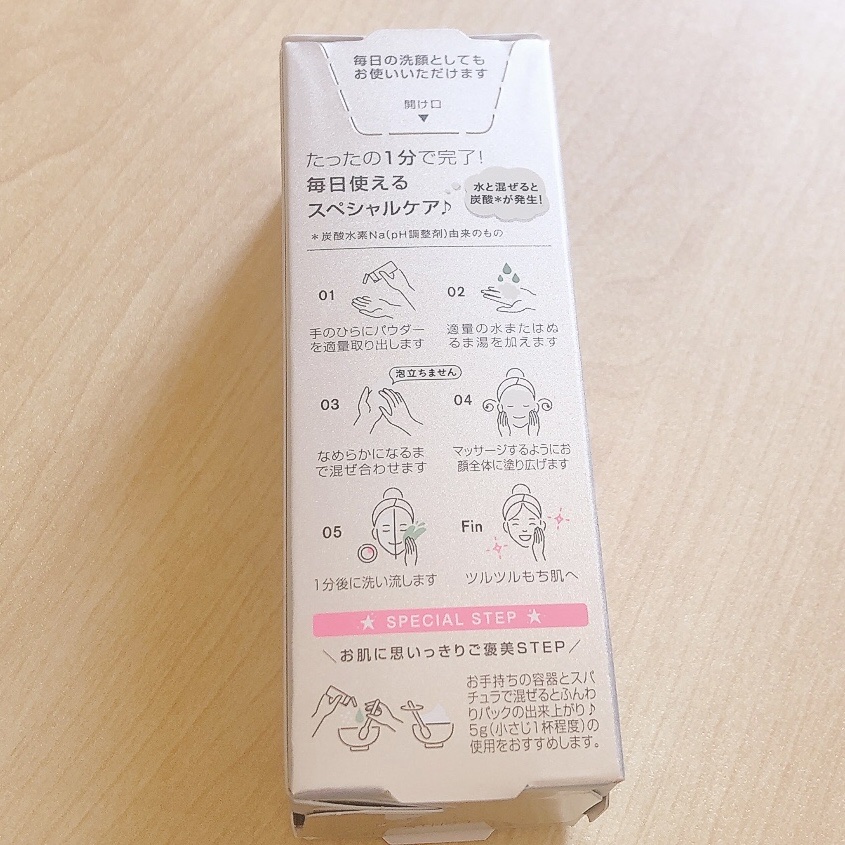 毎日の洗顔としても
お使いいただけます
開け口
▼
たったの1分で完了!
毎日使える
スペシャルケア♪
水と混ぜると
炭酸*が発生!
*炭酸水素Na(pH調整剤)由来のもの
01
手のひらにパウダー
を適量取り出します
02
適量の水またはぬ
るま湯を加えます
03
泡立ちません
なめらかになるま
で混ぜ合わせます
04
マッサージするようにお
顔全体に塗り広げます
05
1分後に洗い流します
Fin
ツルツルもち肌へ
★ SPECIAL STEP ★
\お肌に思いっきりご褒美STEP/
お手持ちの容器とスパ
チュラで混ぜるとふんわ
りパックの出来上がり♪
5g(小さじ1杯程度)の
使用をおすすめします。